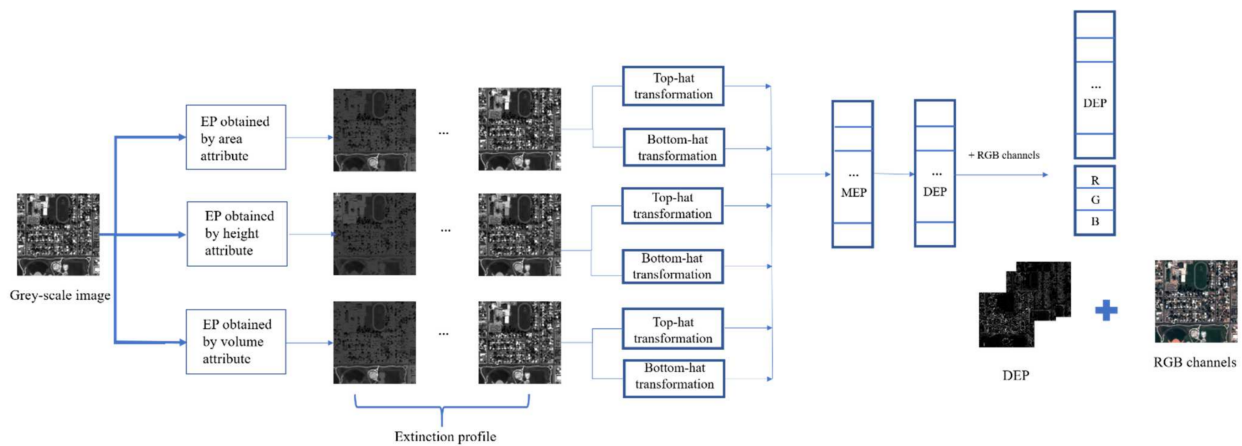 Grey-scale image
EP obtained
by area
attribute
EP obtained
by height
attribute
EP obtained
by volume
attribute
...
...
...
Extinction profile
Top-hat
transformation
Bottom-hat
transformation
Top-hat
transformation
Bottom-hat
transformation
Top-hat
transformation
Bottom-hat
transformation
...
MEP
...
DEP
+ RGB channels
...
DEP
R
G
B
DEP
RGB channels